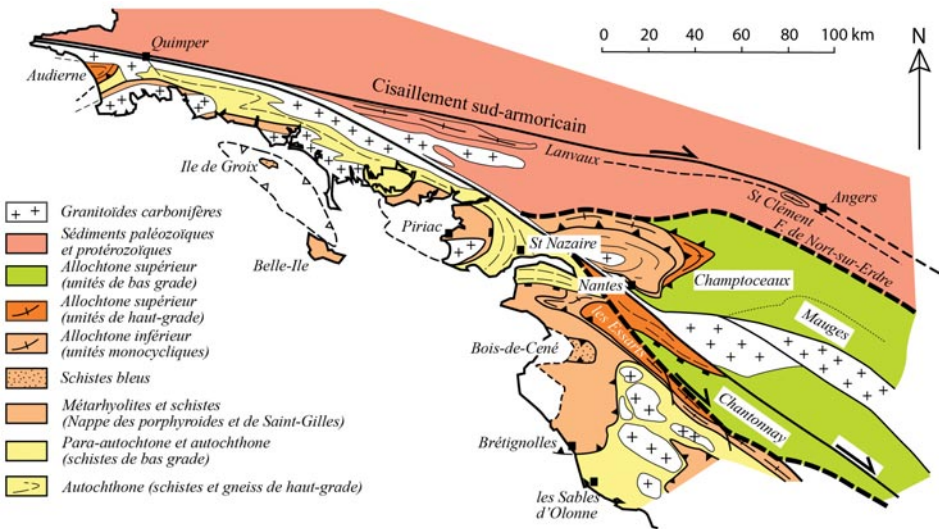 0 20 40 60 80 100 km
N
Quimper
Audierne
Cisaillement sud-armoricain
Lanvaux
Angers
St Clément
F. de Nort-sur-Erdre
Ile de Groix
Piriac
St Nazaire
Belle-Ile
Nantes
Champtoceaux
Mauges
les Essarts
Bois-de-Cené
Chantonnay
Brétignolles
les Sables
d'Olonne
Granitoïdes carbonifères
Sédiments paléozoïques
et protérozoïques
Allochtone supérieur
(unités de bas grade)
Allochtone supérieur
(unités de haut-grade)
Allochtone inférieur
(unités monocycliques)
Schistes bleus
Métarhyolites et schistes
(Nappe des porphyroides et de Saint-Gilles)
Para-autochtone et autochthone
(schistes de bas grade)
Autochthone (schistes et gneiss de haut-grade)